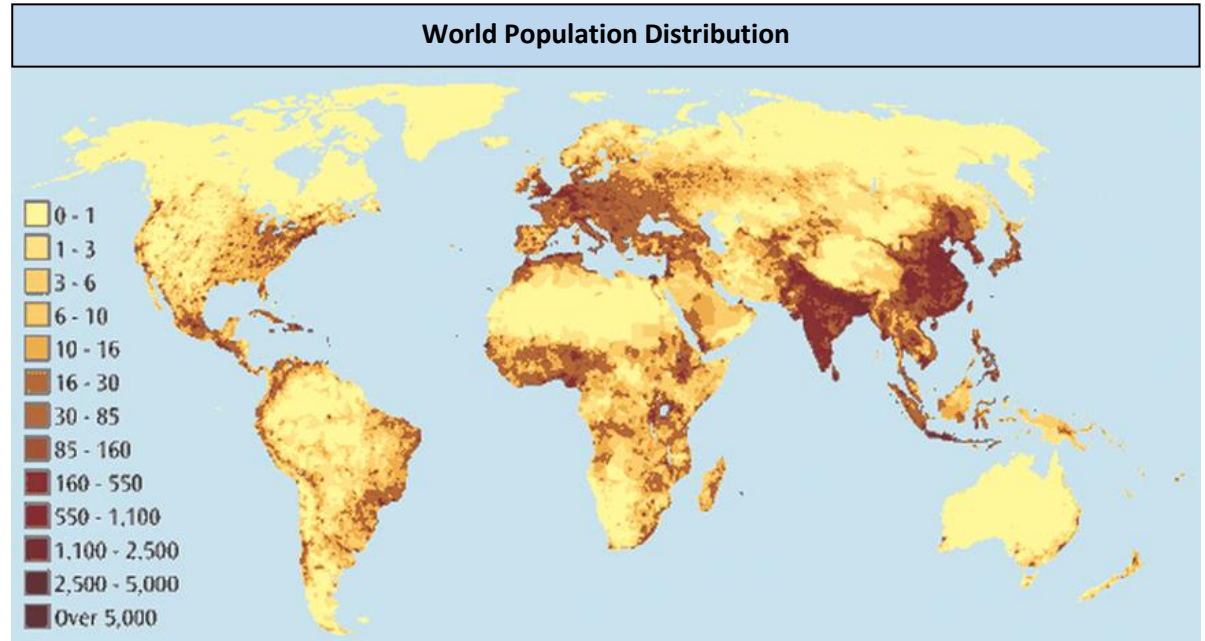 World Population Distribution
0 - 1
1 - 3
3 - 6
6 - 10
10 - 16
16 - 30
30 - 85
85 - 160
160 - 550
550 - 1,100
1,100 - 2,500
2,500 - 5,000
Over 5,000